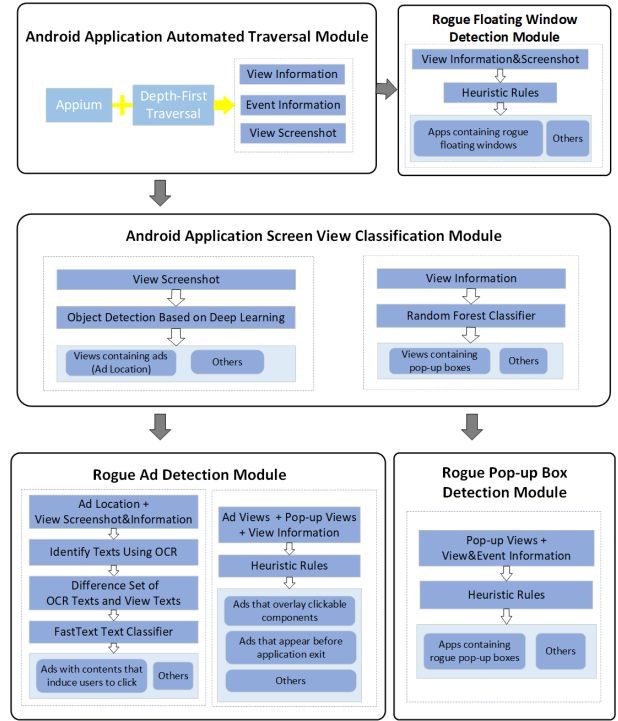 Android Application Automated Traversal Module
Appium
Depth-First
Traversal
View Information
Event Information
View Screenshot
Rogue Floating Window
Detection Module
View Information&Screenshot
Heuristic Rules
Apps containing rogue
floating windows
Others
Android Application Screen View Classification Module
View Screenshot
Object Detection Based on Deep Learning
Views containing ads
(Ad Location)
Others
View Information
Random Forest Classifier
Views containing
pop-up boxes
Others
Rogue Ad Detection Module
Ad Location +
View Screenshot&Information
Identify Texts Using OCR
Difference Set of
OCR Texts and View Texts
FastText Text Classifier
Ads with contents that
induce users to click
Others
Ad Views + Pop-up Views
+ View Information
Heuristic Rules
Ads that overlay clickable
components
Ads that appear before
application exit
Others
Rogue Pop-up Box
Detection Module
Pop-up Views +
View&Event Information
Heuristic Rules
Apps containing
rogue pop-up boxes
Others